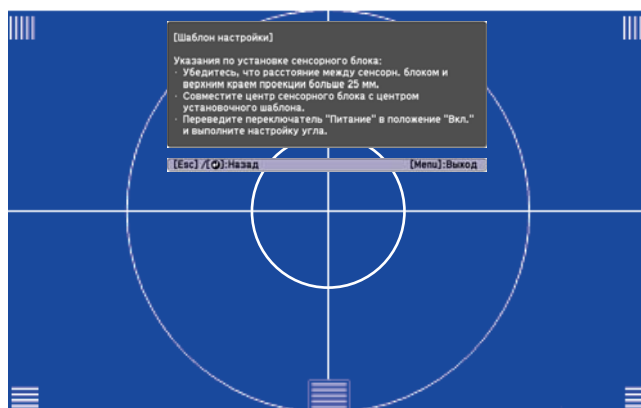 [Шаблон настройки]
Указания по установке сенсорного блока:
· Убедитесь, что расстояние между сенсорн. блоком и
верхним краем проекции больше 25 мм.
· Совместите центр сенсорного блока с центром
установочного шаблона.
· Переведите переключатель "Питание" в положение "Вкл."
и выполните настройку угла.
[Esc] /[⮌]:Назад [Menu]:Выход